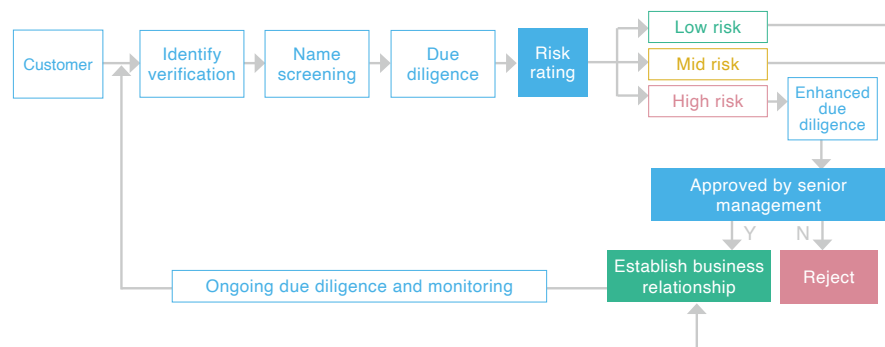 Customer
Identify
verification
Name
screening
Due
diligence
Risk
rating
Low risk
Mid risk
High risk
Enhanced
due
diligence
Approved by senior
management
Y
N
Establish business
relationship
Reject
Ongoing due diligence and monitoring